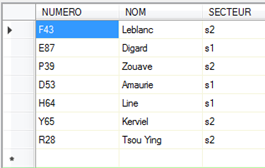 NUMERO NOM SECTEUR
F43 Leblanc s2
E87 Digard s1
P39 Zouave s2
D53 Amaurie s1
H64 Line s1
Y65 Kerviel s2
R28 Tsou Ying s2
*